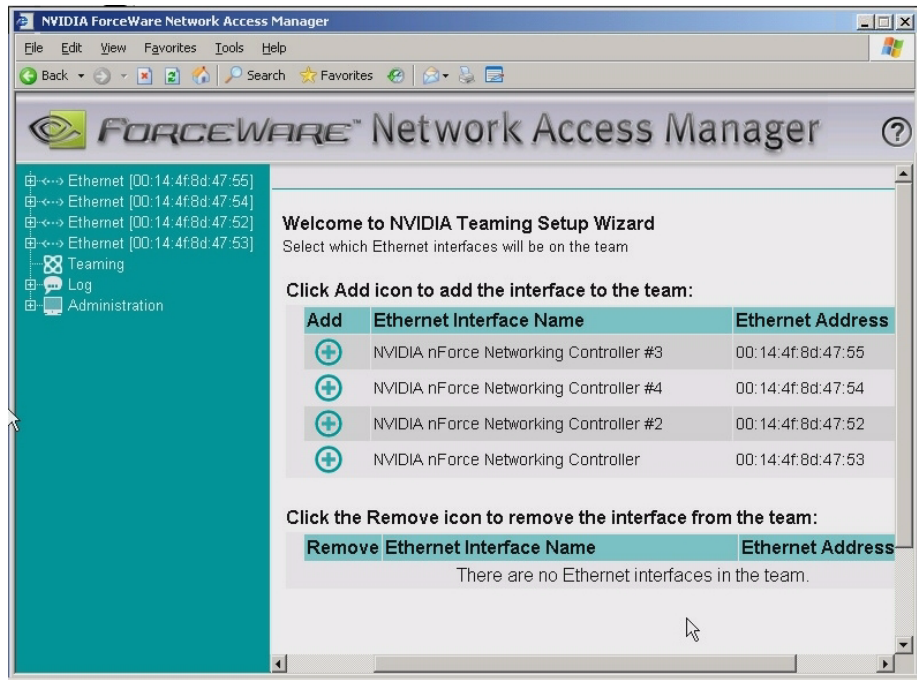 NVIDIA ForceWare Network Access Manager
File Edit View Favorites Tools Help
Back Search Favorites
FORCEWARE™ Network Access Manager ?
Ethernet [00:14:4f:8d:47:55]
Ethernet [00:14:4f:8d:47:54]
Ethernet [00:14:4f:8d:47:52]
Ethernet [00:14:4f:8d:47:53]
Teaming
Log
Administration
Welcome to NVIDIA Teaming Setup Wizard
Select which Ethernet interfaces will be on the team
Click Add icon to add the interface to the team:
Add Ethernet Interface Name Ethernet Address
NVIDIA nForce Networking Controller #3 00:14:4f:8d:47:55
NVIDIA nForce Networking Controller #4 00:14:4f:8d:47:54
NVIDIA nForce Networking Controller #2 00:14:4f:8d:47:52
NVIDIA nForce Networking Controller 00:14:4f:8d:47:53
Click the Remove icon to remove the interface from the team:
Remove Ethernet Interface Name Ethernet Address
There are no Ethernet interfaces in the team.